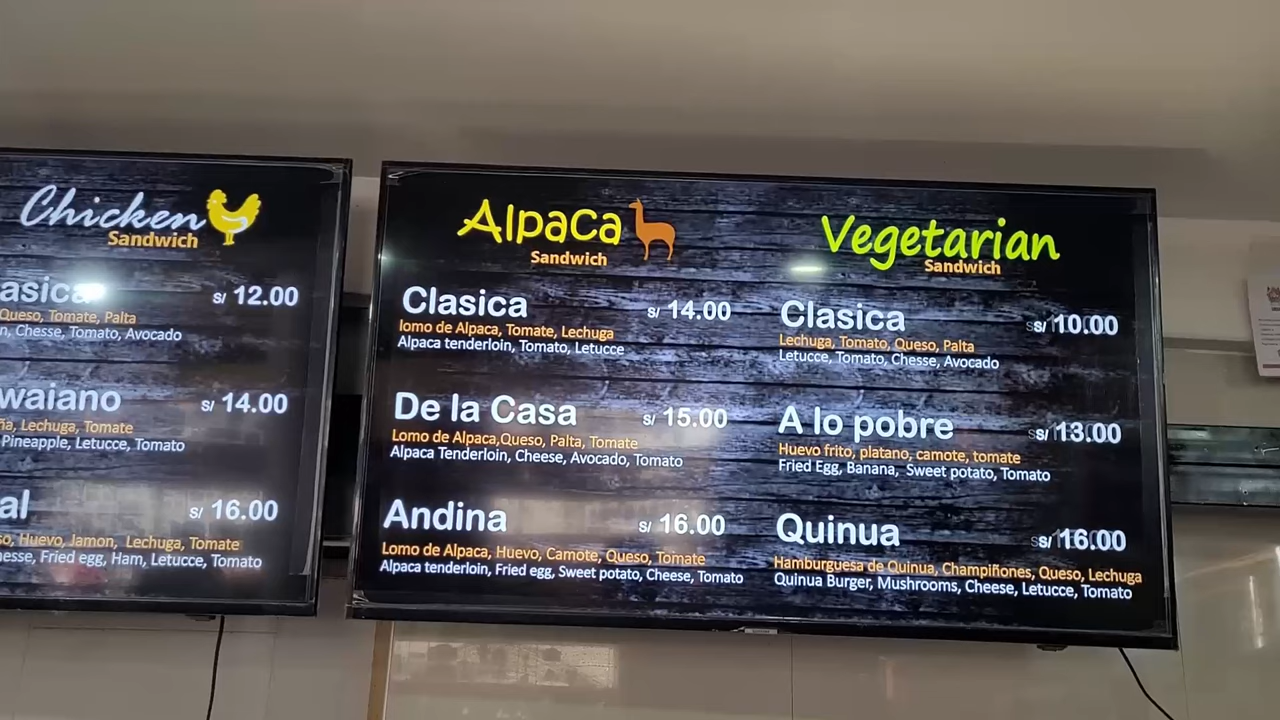 Chicken
Sandwich
s/ 12.00
Queso, Tomate, Palta
Chesse, Tomato, Avocado
s/ 14.00
Lechuga, Tomate
Pineapple, Letucce, Tomato
s/ 16.00
Huevo, Jamon, Lechuga, Tomate
Fried egg, Ham, Letucce, Tomato
Alpaca
Sandwich
Clasica s/ 14.00
lomo de Alpaca, Tomate, Lechuga
Alpaca tenderloin, Tomato, Letucce
De la Casa s/ 15.00
Lomo de Alpaca,Queso, Palta, Tomate
Alpaca Tenderloin, Cheese, Avocado, Tomato
Andina s/ 16.00
Lomo de Alpaca, Huevo, Camote, Queso, Tomate
Alpaca tenderloin, Fried egg, Sweet potato, Cheese, Tomato
Vegetarian
Sandwich
Clasica s/ 10.00
Lechuga, Tomato, Queso, Palta
Letucce, Tomato, Chesse, Avocado
A lo pobre s/ 13.00
Huevo frito, platano, camote, tomate
Fried Egg, Banana, Sweet potato, Tomato
Quinua s/ 16.00
Hamburguesa de Quinua, Champiñones, Queso, Lechuga
Quinua Burger, Mushrooms, Cheese, Letucce, Tomato